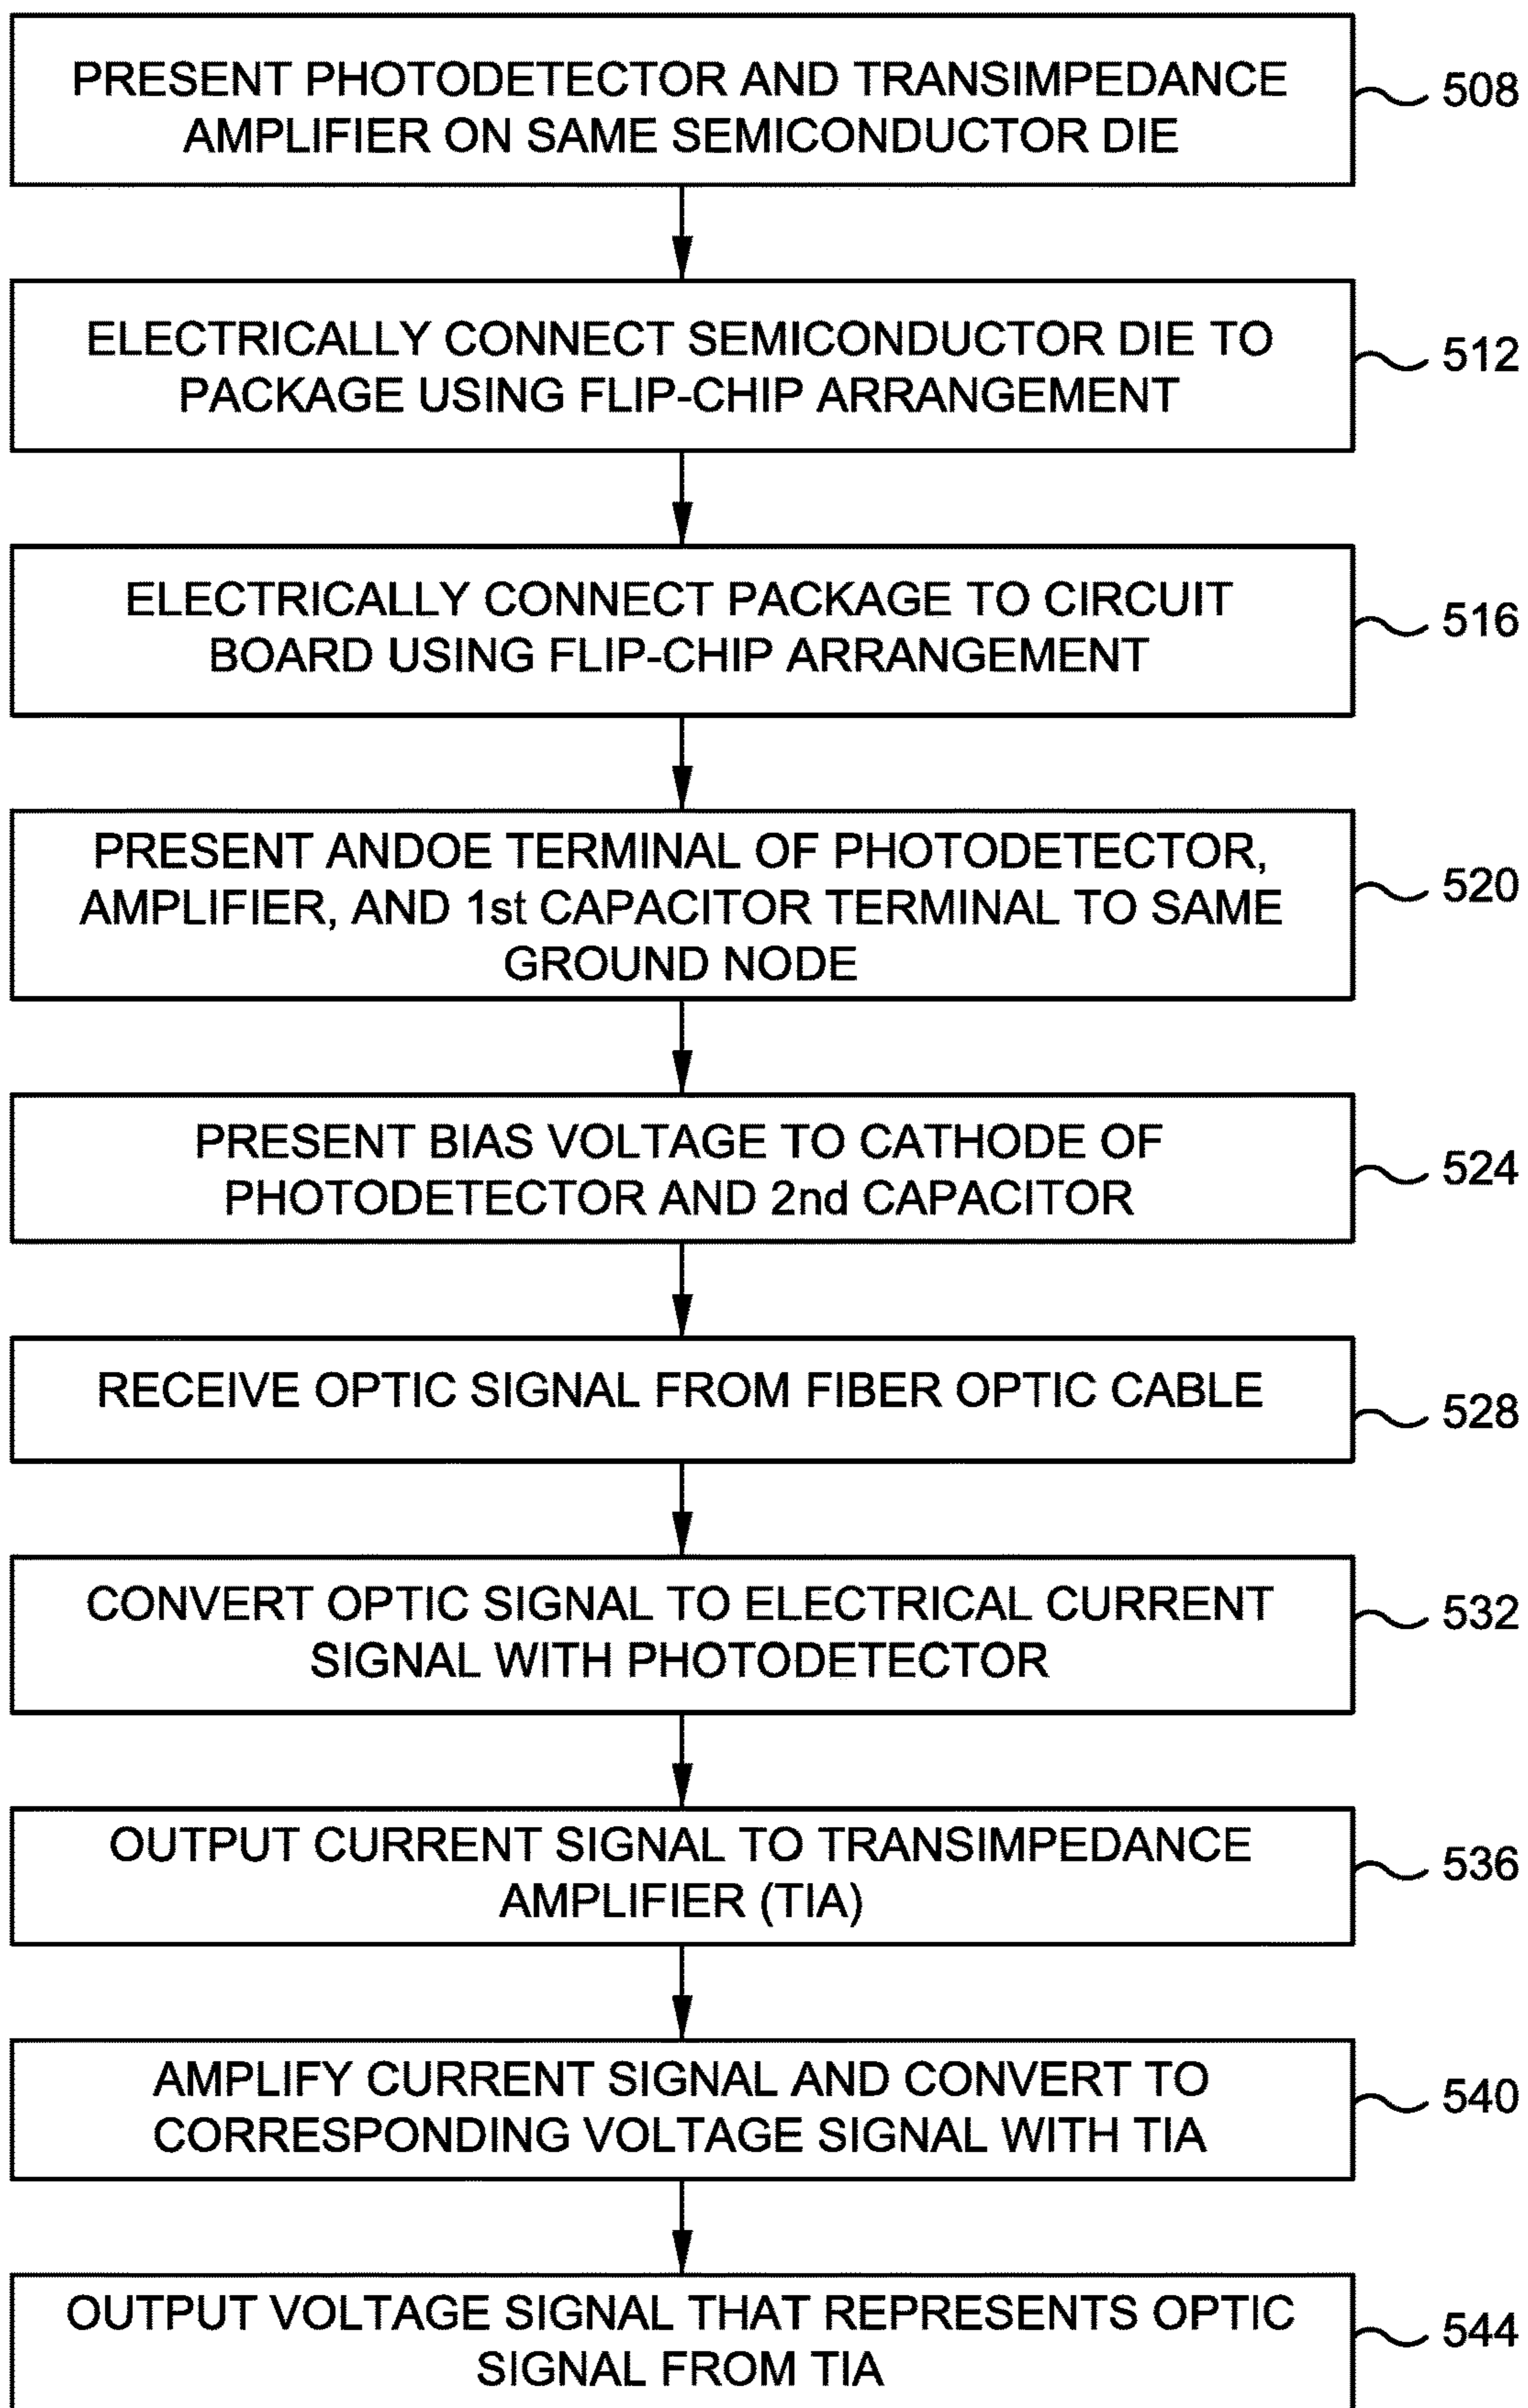 PRESENT PHOTODETECTOR AND TRANSIMPEDANCE
AMPLIFIER ON SAME SEMICONDUCTOR DIE
508
ELECTRICALLY CONNECT SEMICONDUCTOR DIE TO
PACKAGE USING FLIP-CHIP ARRANGEMENT
512
ELECTRICALLY CONNECT PACKAGE TO CIRCUIT
BOARD USING FLIP-CHIP ARRANGEMENT
516
PRESENT ANDOE TERMINAL OF PHOTODETECTOR,
AMPLIFIER, AND 1st CAPACITOR TERMINAL TO SAME
GROUND NODE
520
PRESENT BIAS VOLTAGE TO CATHODE OF
PHOTODETECTOR AND 2nd CAPACITOR
524
RECEIVE OPTIC SIGNAL FROM FIBER OPTIC CABLE
528
CONVERT OPTIC SIGNAL TO ELECTRICAL CURRENT
SIGNAL WITH PHOTODETECTOR
532
OUTPUT CURRENT SIGNAL TO TRANSIMPEDANCE
AMPLIFIER (TIA)
536
AMPLIFY CURRENT SIGNAL AND CONVERT TO
CORRESPONDING VOLTAGE SIGNAL WITH TIA
540
OUTPUT VOLTAGE SIGNAL THAT REPRESENTS OPTIC
SIGNAL FROM TIA
544